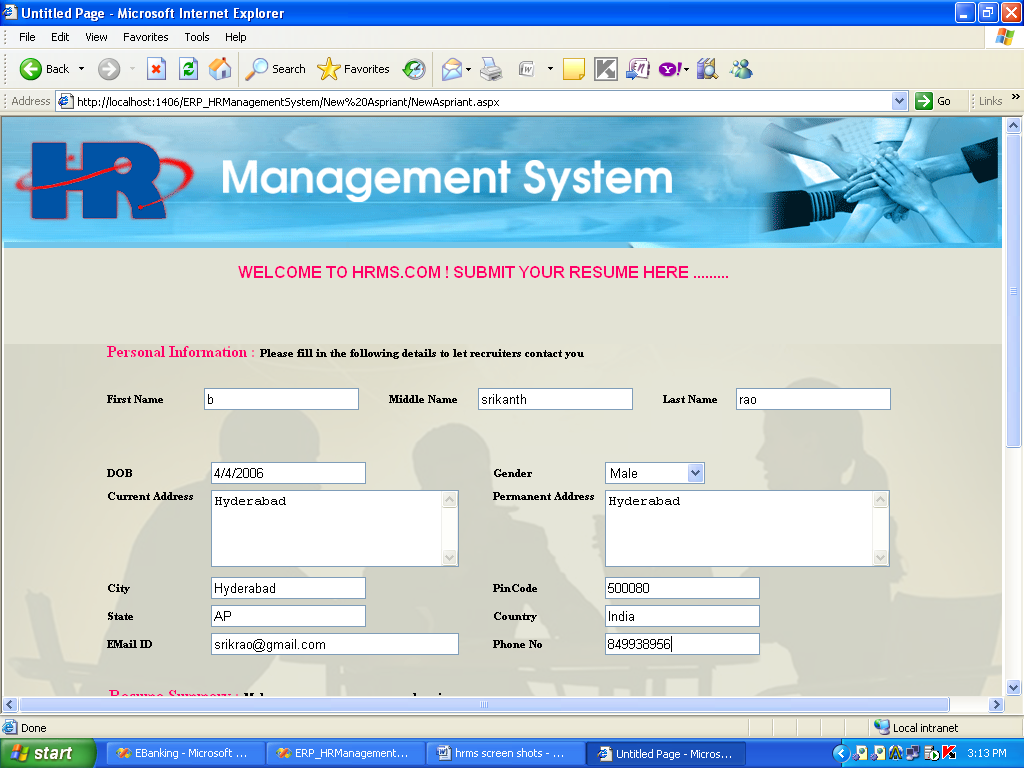 Untitled Page - Microsoft Internet Explorer
File Edit View Favorites Tools Help
Back Search Favorites
Address http://localhost:1406/ERP_HRManagementSystem/New%20Aspriant/NewAspriant.aspx Go Links »
HR Management System
WELCOME TO HRMS.COM ! SUBMIT YOUR RESUME HERE .........
Personal Information : Please fill in the following details to let recruiters contact you
First Name b Middle Name srikanth Last Name rao
DOB 4/4/2006 Gender Male
Current Address Hyderabad Permanent Address Hyderabad
City Hyderabad PinCode 500080
State AP Country India
EMail ID srikrao@gmail.com Phone No 849938956
Resume Summary :
Done Local intranet
start EBanking - Microsoft ... ERP_HRManagement... hrms screen shots - ... Untitled Page - Micros... 3:13 PM